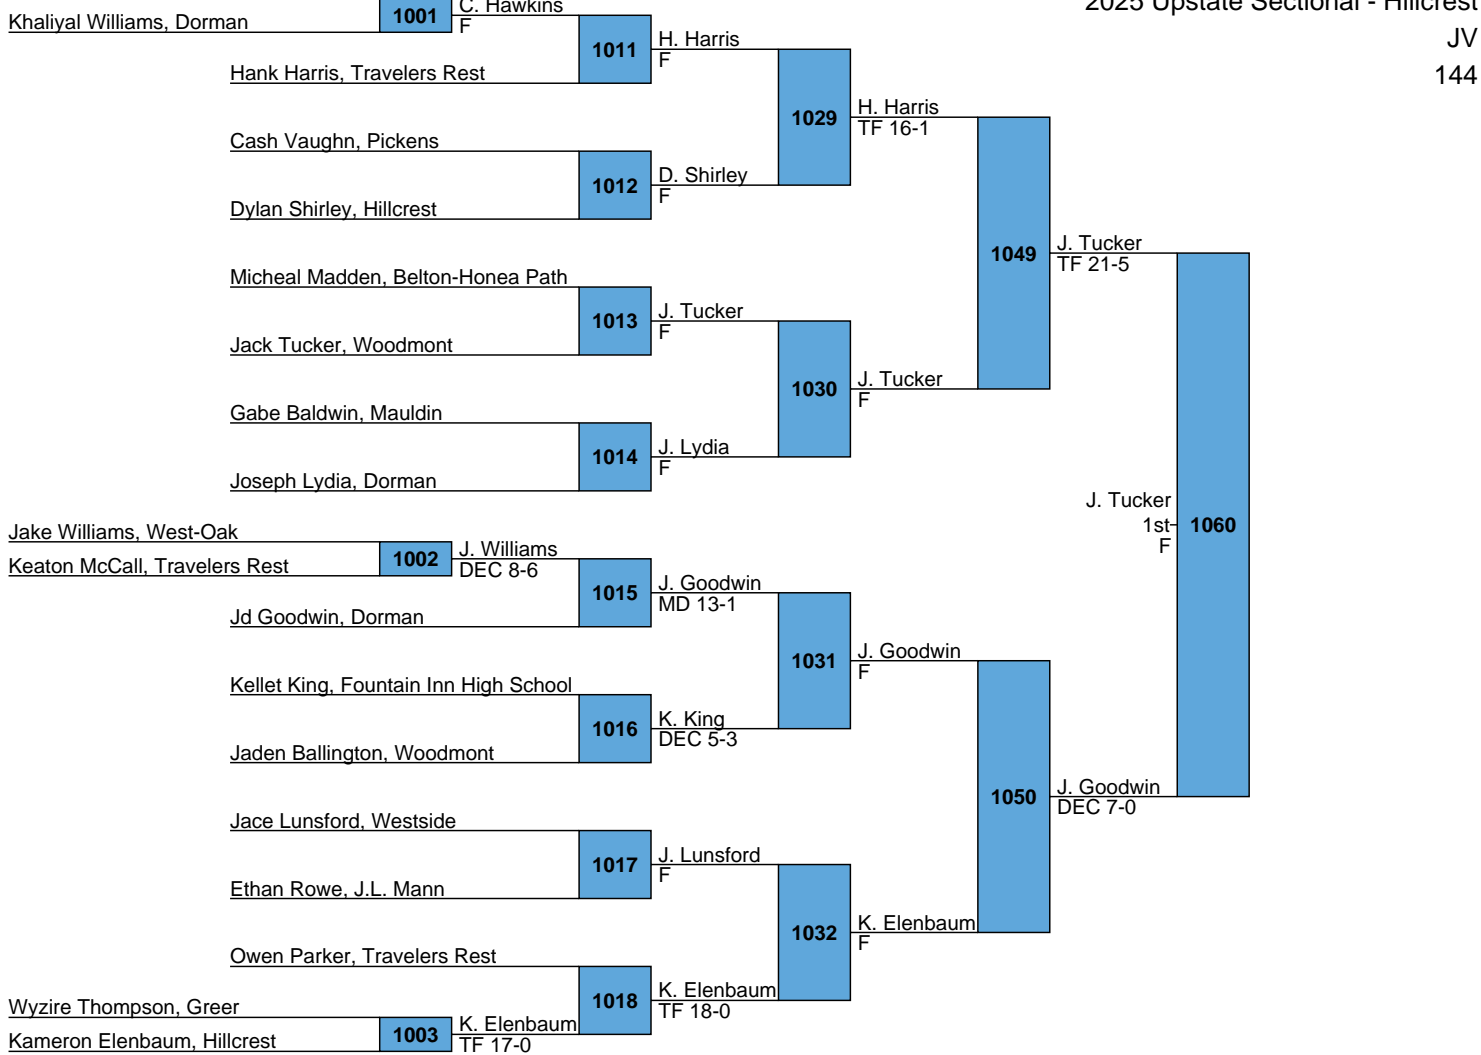 2025 Upstate Sectional - Hillcrest
JV
144
C. Hawkins
Khaliyal Williams, Dorman
1001
F
H. Harris
1011
F
Hank Harris, Travelers Rest
H. Harris
1029
TF 16-1
Cash Vaughn, Pickens
D. Shirley
1012
F
Dylan Shirley, Hillcrest
J. Tucker
1049
TF 21-5
Micheal Madden, Belton-Honea Path
J. Tucker
1013
F
Jack Tucker, Woodmont
J. Tucker
1030
F
Gabe Baldwin, Mauldin
J. Lydia
1014
F
Joseph Lydia, Dorman
J. Tucker
1st
1060
F
Jake Williams, West-Oak
J. Williams
1002
Keaton McCall, Travelers Rest
DEC 8-6
J. Goodwin
1015
MD 13-1
Jd Goodwin, Dorman
J. Goodwin
1031
F
Kellet King, Fountain Inn High School
K. King
1016
DEC 5-3
Jaden Ballington, Woodmont
J. Goodwin
1050
DEC 7-0
Jace Lunsford, Westside
J. Lunsford
1017
F
Ethan Rowe, J.L. Mann
K. Elenbaum
1032
F
Owen Parker, Travelers Rest
K. Elenbaum
1018
TF 18-0
Wyzire Thompson, Greer
K. Elenbaum
1003
Kameron Elenbaum, Hillcrest
TF 17-0